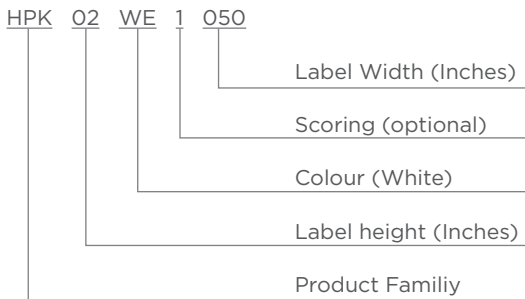 HPK 02 WE 1 050
Label Width (Inches)
Scoring (optional)
Colour (White)
Label height (Inches)
Product Familiy